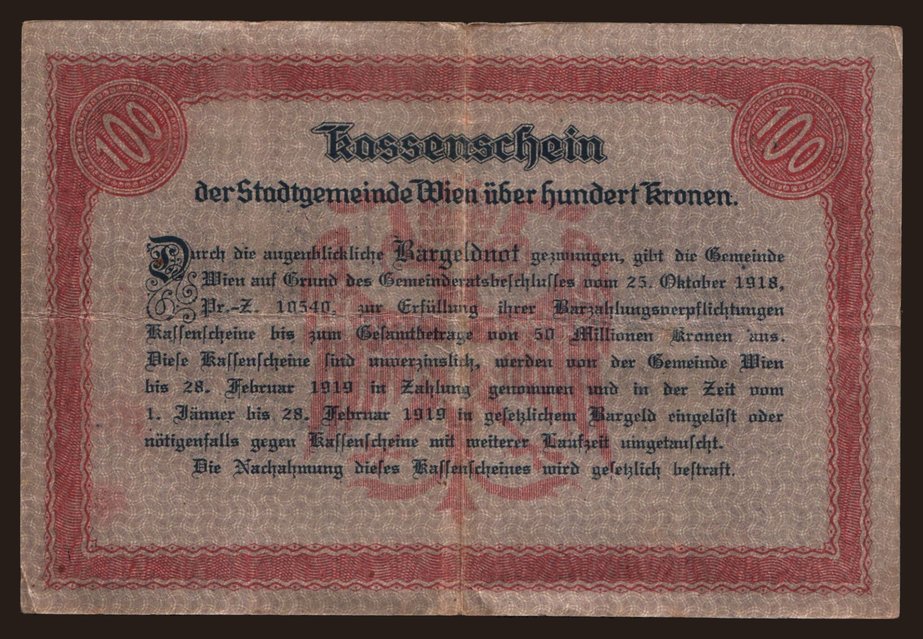 100 100
Kassenschein
der Stadtgemeinde Wien über hundert Kronen.
Durch die augenblickliche Bargeldnot gezwungen, gibt die Gemeinde
Wien auf Grund des Gemeinderatsbeschlusses vom 25. Oktober 1918,
Pr.-Z. 10540, zur Erfüllung ihrer Barzahlungsverpflichtungen
Kassenscheine bis zum Gesamtbetrage von 50 Millionen Kronen aus.
Diese Kassenscheine sind unverzinslich, werden von der Gemeinde Wien
bis 28. Februar 1919 in Zahlung genommen und in der Zeit vom
1. Jänner bis 28. Februar 1919 in gesetzlichem Bargeld eingelöst oder
nötigenfalls gegen Kassenscheine mit weiterer Laufzeit umgetauscht.
Die Nachahmung dieses Kassenscheines wird gesetzlich bestraft.